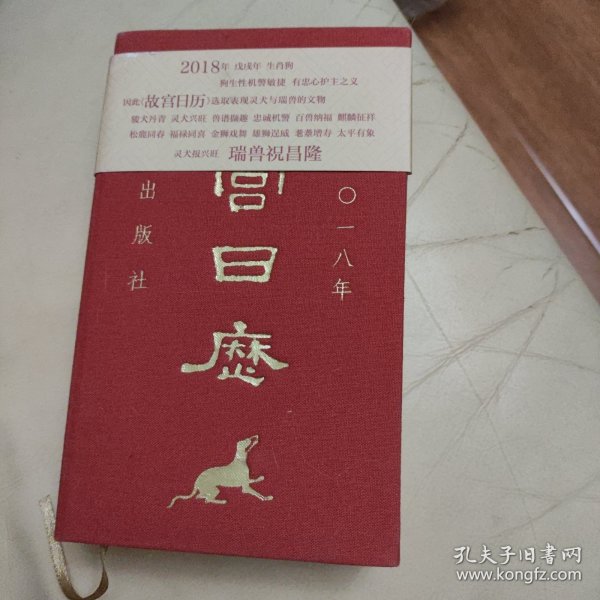 2018年 戊戌年 生肖狗
狗生性机警敏捷 有忠心护主之义
因此《故宫日历》选取表现灵犬与瑞兽的文物
骏犬丹青 灵犬兴旺 兽谱撷趣 忠诚机警 百兽纳福 麒麟征祥
松鹿同春 福禄同喜 金狮戏舞 雄狮逞威 耄耋增寿 太平有象
灵犬报兴旺 瑞兽祝昌隆
〇一八年
宫日历
出版社
孔夫子旧书网
www.kongfz.com